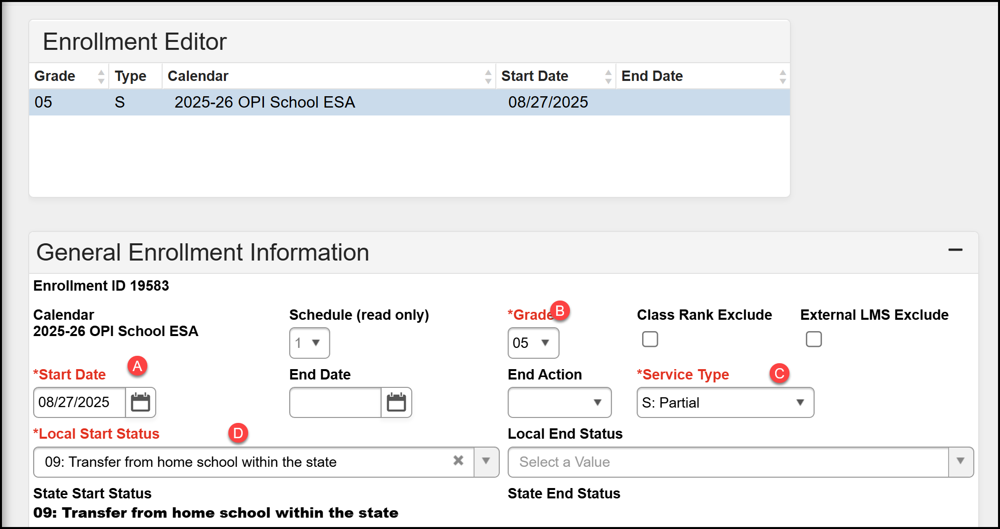 Enrollment Editor
Grade Type Calendar Start Date End Date
05 S 2025-26 OPI School ESA 08/27/2025
General Enrollment Information
Enrollment ID 19583
Calendar Schedule (read only) *Grade B Class Rank Exclude External LMS Exclude
2025-26 OPI School ESA
1 05
*Start Date A End Date End Action *Service Type C
08/27/2025 S: Partial
*Local Start Status D Local End Status
09: Transfer from home school within the state Select a Value
State Start Status State End Status
09: Transfer from home school within the state